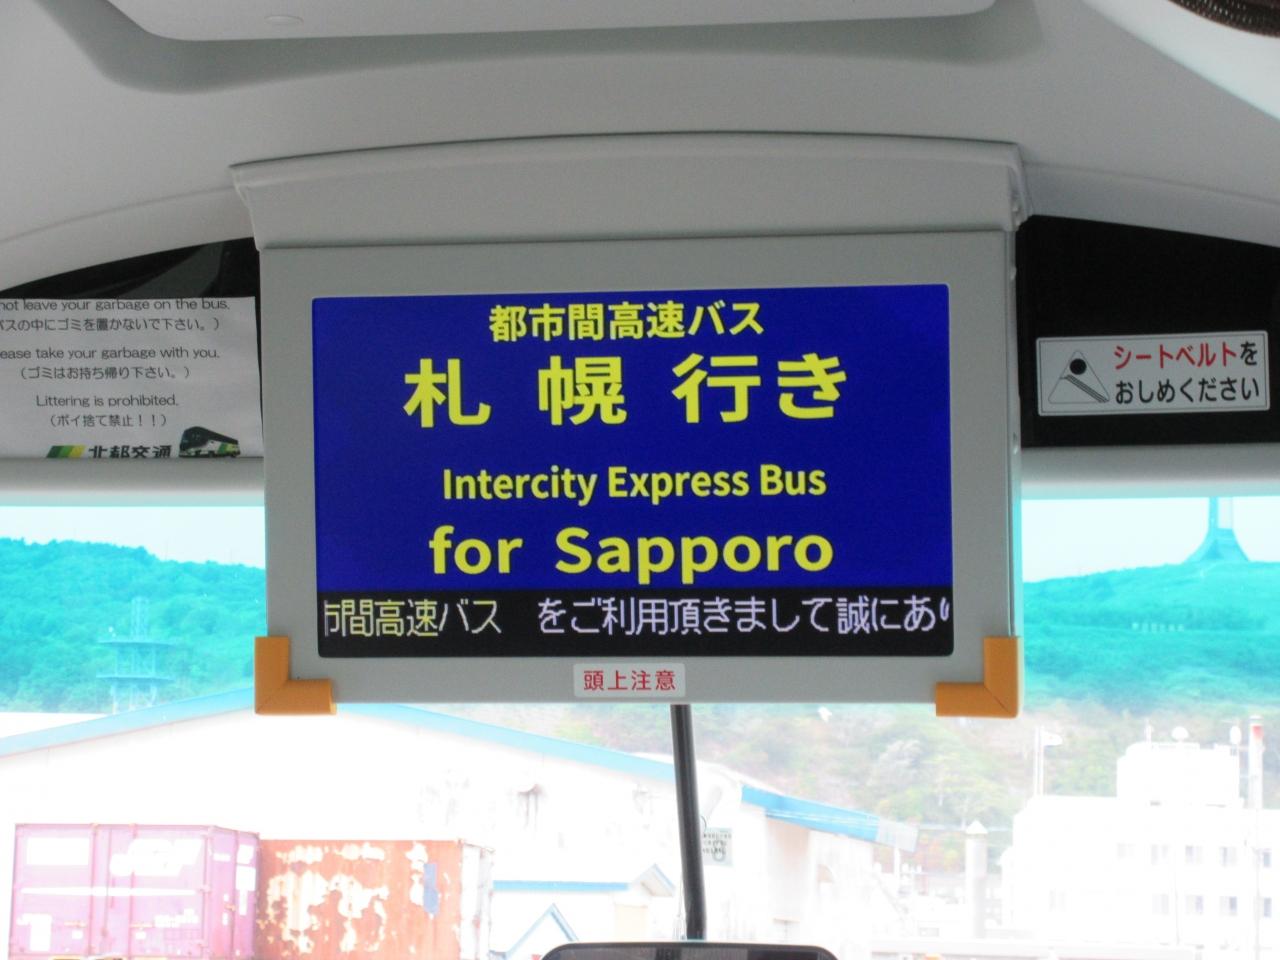 not leave your garbage on the bus.
バスの中にゴミを置かないで下さい。）
ease take your garbage with you.
（ゴミはお持ち帰り下さい。）
Littering is prohibited.
（ポイ捨て禁止！！）
北都交通
都市間高速バス
札幌 行き
Intercity Express Bus
for Sapporo
市間高速バス をご利用頂きまして誠にあり
頭上注意
シートベルトを
おしめください